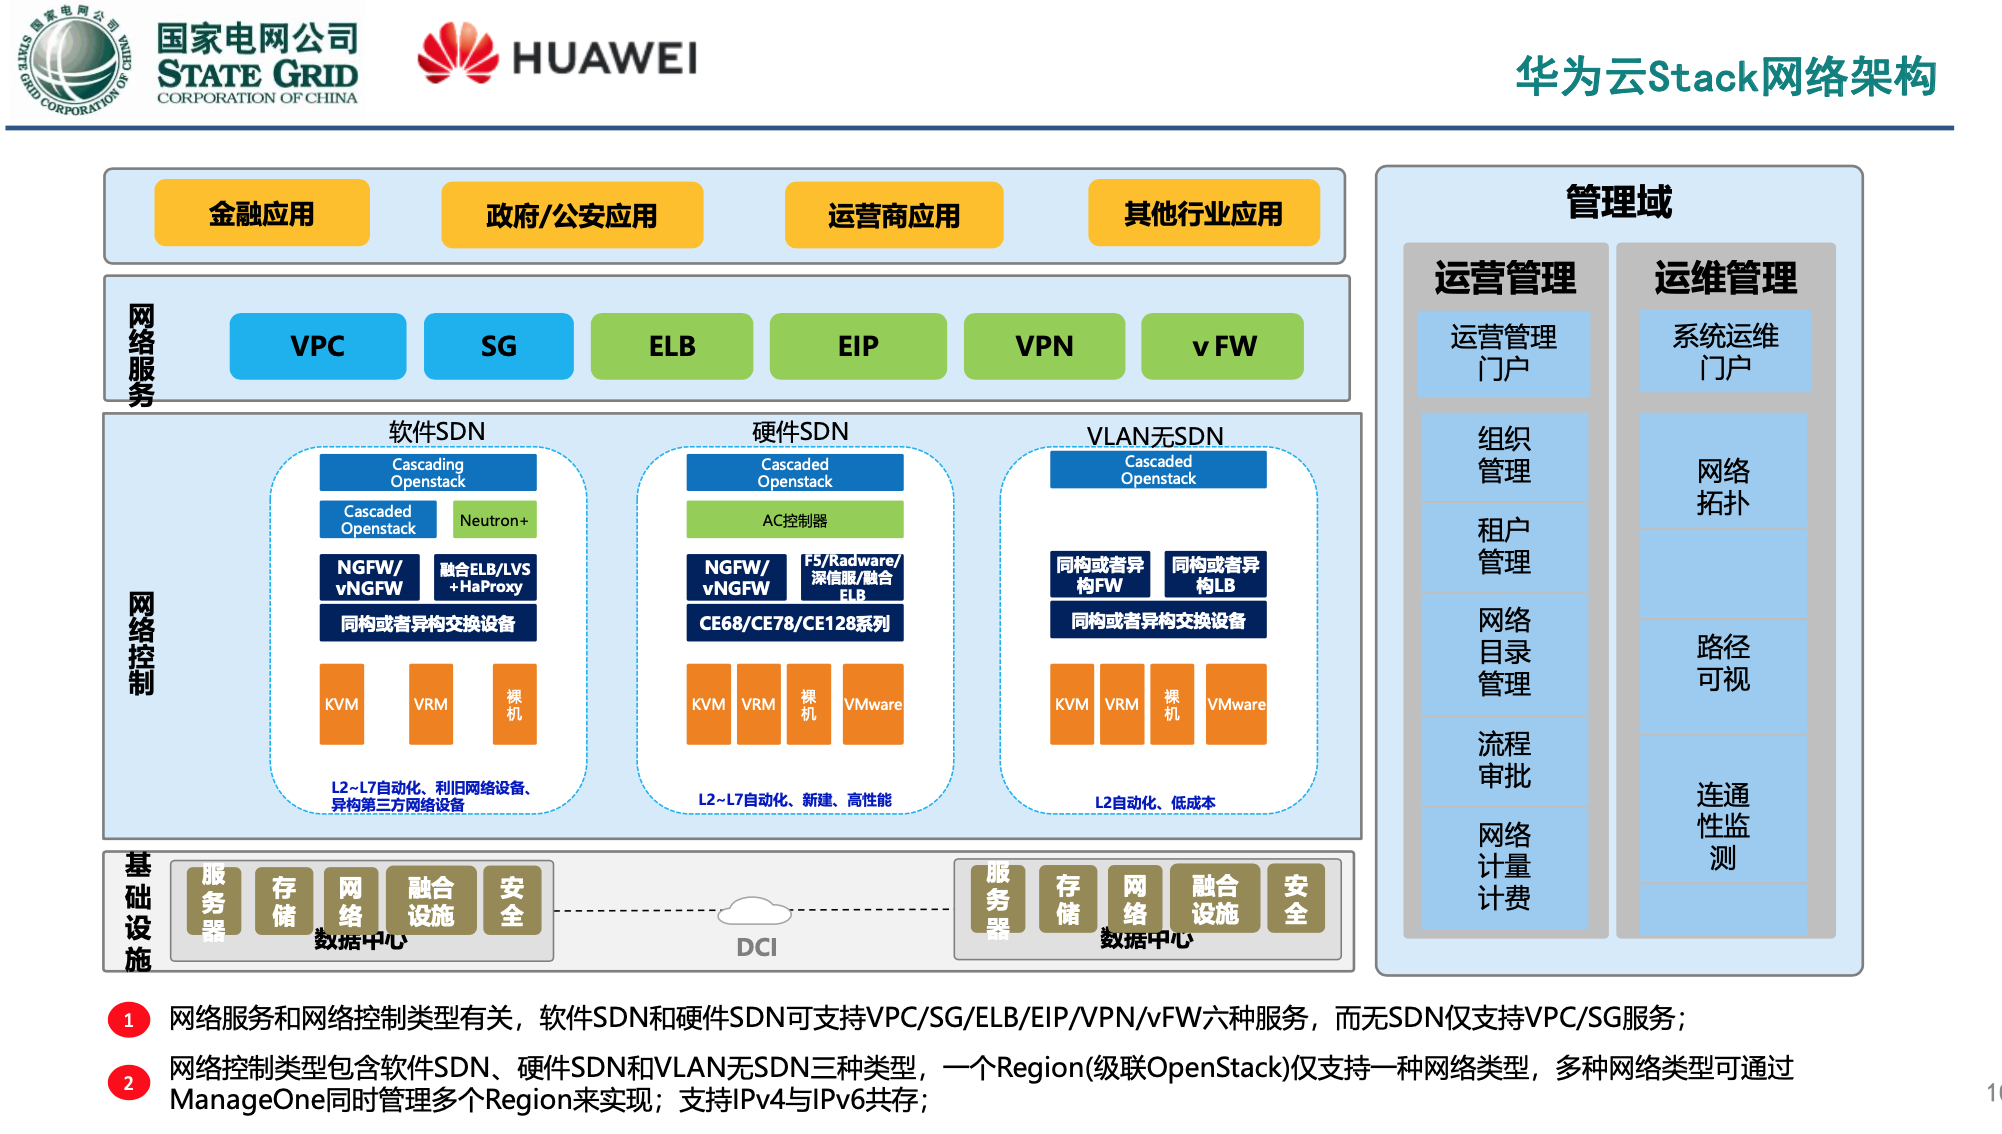 国家电网公司
STATE GRID
CORPORATION OF CHINA
国家电网公司
STATE GRID CORPORATION OF CHINA
HUAWEI
华为云Stack网络架构
金融应用
政府/公安应用
运营商应用
其他行业应用
网络服务
VPC
SG
ELB
EIP
VPN
v FW
网络控制
软件SDN
Cascading
Openstack
Cascaded
Openstack
Neutron+
NGFW/
vNGFW
融合ELB/LVS
+HaProxy
同构或者异构交换设备
KVM
VRM
裸
机
L2~L7自动化、利旧网络设备、
异构第三方网络设备
硬件SDN
Cascaded
Openstack
AC控制器
NGFW/
vNGFW
F5/Radware/
深信服/融合
ELB
CE68/CE78/CE128系列
KVM
VRM
裸
机
VMware
L2~L7自动化、新建、高性能
VLAN无SDN
Cascaded
Openstack
同构或者异
构FW
同构或者异
构LB
同构或者异构交换设备
KVM
VRM
裸
机
VMware
L2自动化、低成本
基础设施
服
务
器
存
储
网
络
融合
设施
安
全
数据中心
DCI
服
务
器
存
储
网
络
融合
设施
安
全
数据中心
管理域
运营管理
运营管理
门户
组织
管理
租户
管理
网络
目录
管理
流程
审批
网络
计量
计费
运维管理
系统运维
门户
网络
拓扑
路径
可视
连通
性监
测
1 网络服务和网络控制类型有关，软件SDN和硬件SDN可支持VPC/SG/ELB/EIP/VPN/vFW六种服务，而无SDN仅支持VPC/SG服务；
2 网络控制类型包含软件SDN、硬件SDN和VLAN无SDN三种类型，一个Region(级联OpenStack)仅支持一种网络类型，多种网络类型可通过
ManageOne同时管理多个Region来实现；支持IPv4与IPv6共存；